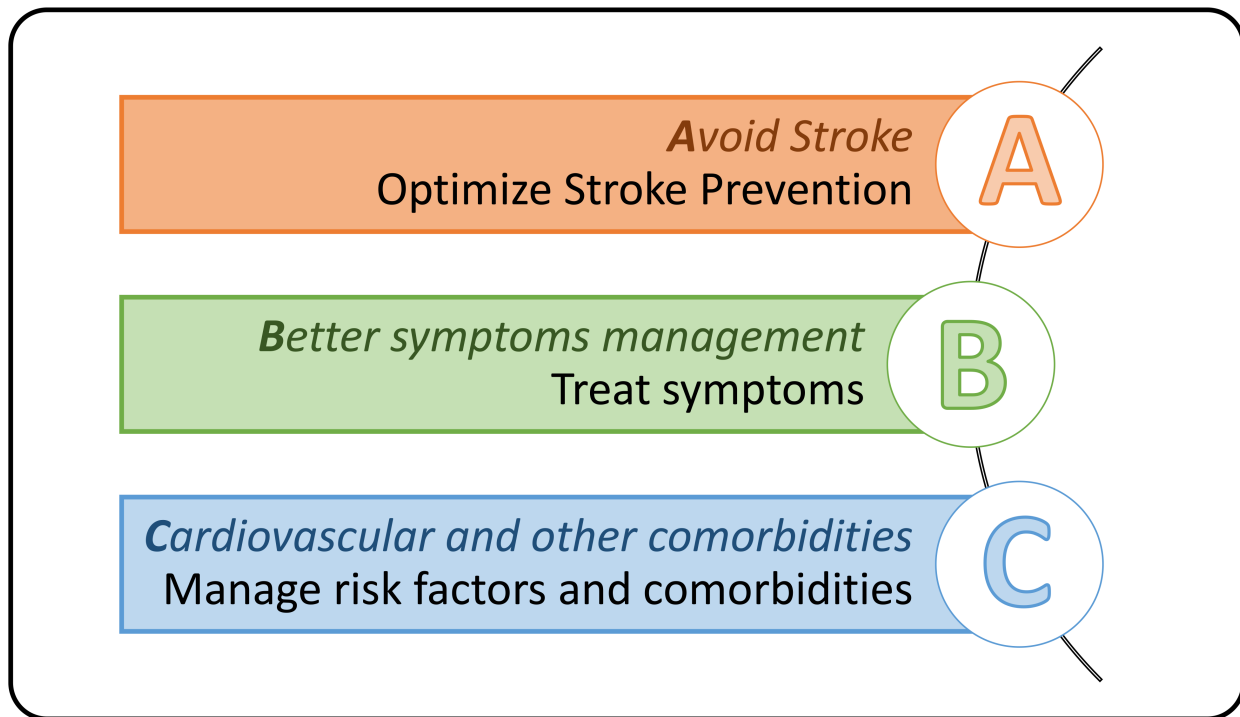 Avoid Stroke
Optimize Stroke Prevention
A
Better symptoms management
Treat symptoms
B
Cardiovascular and other comorbidities
Manage risk factors and comorbidities
C